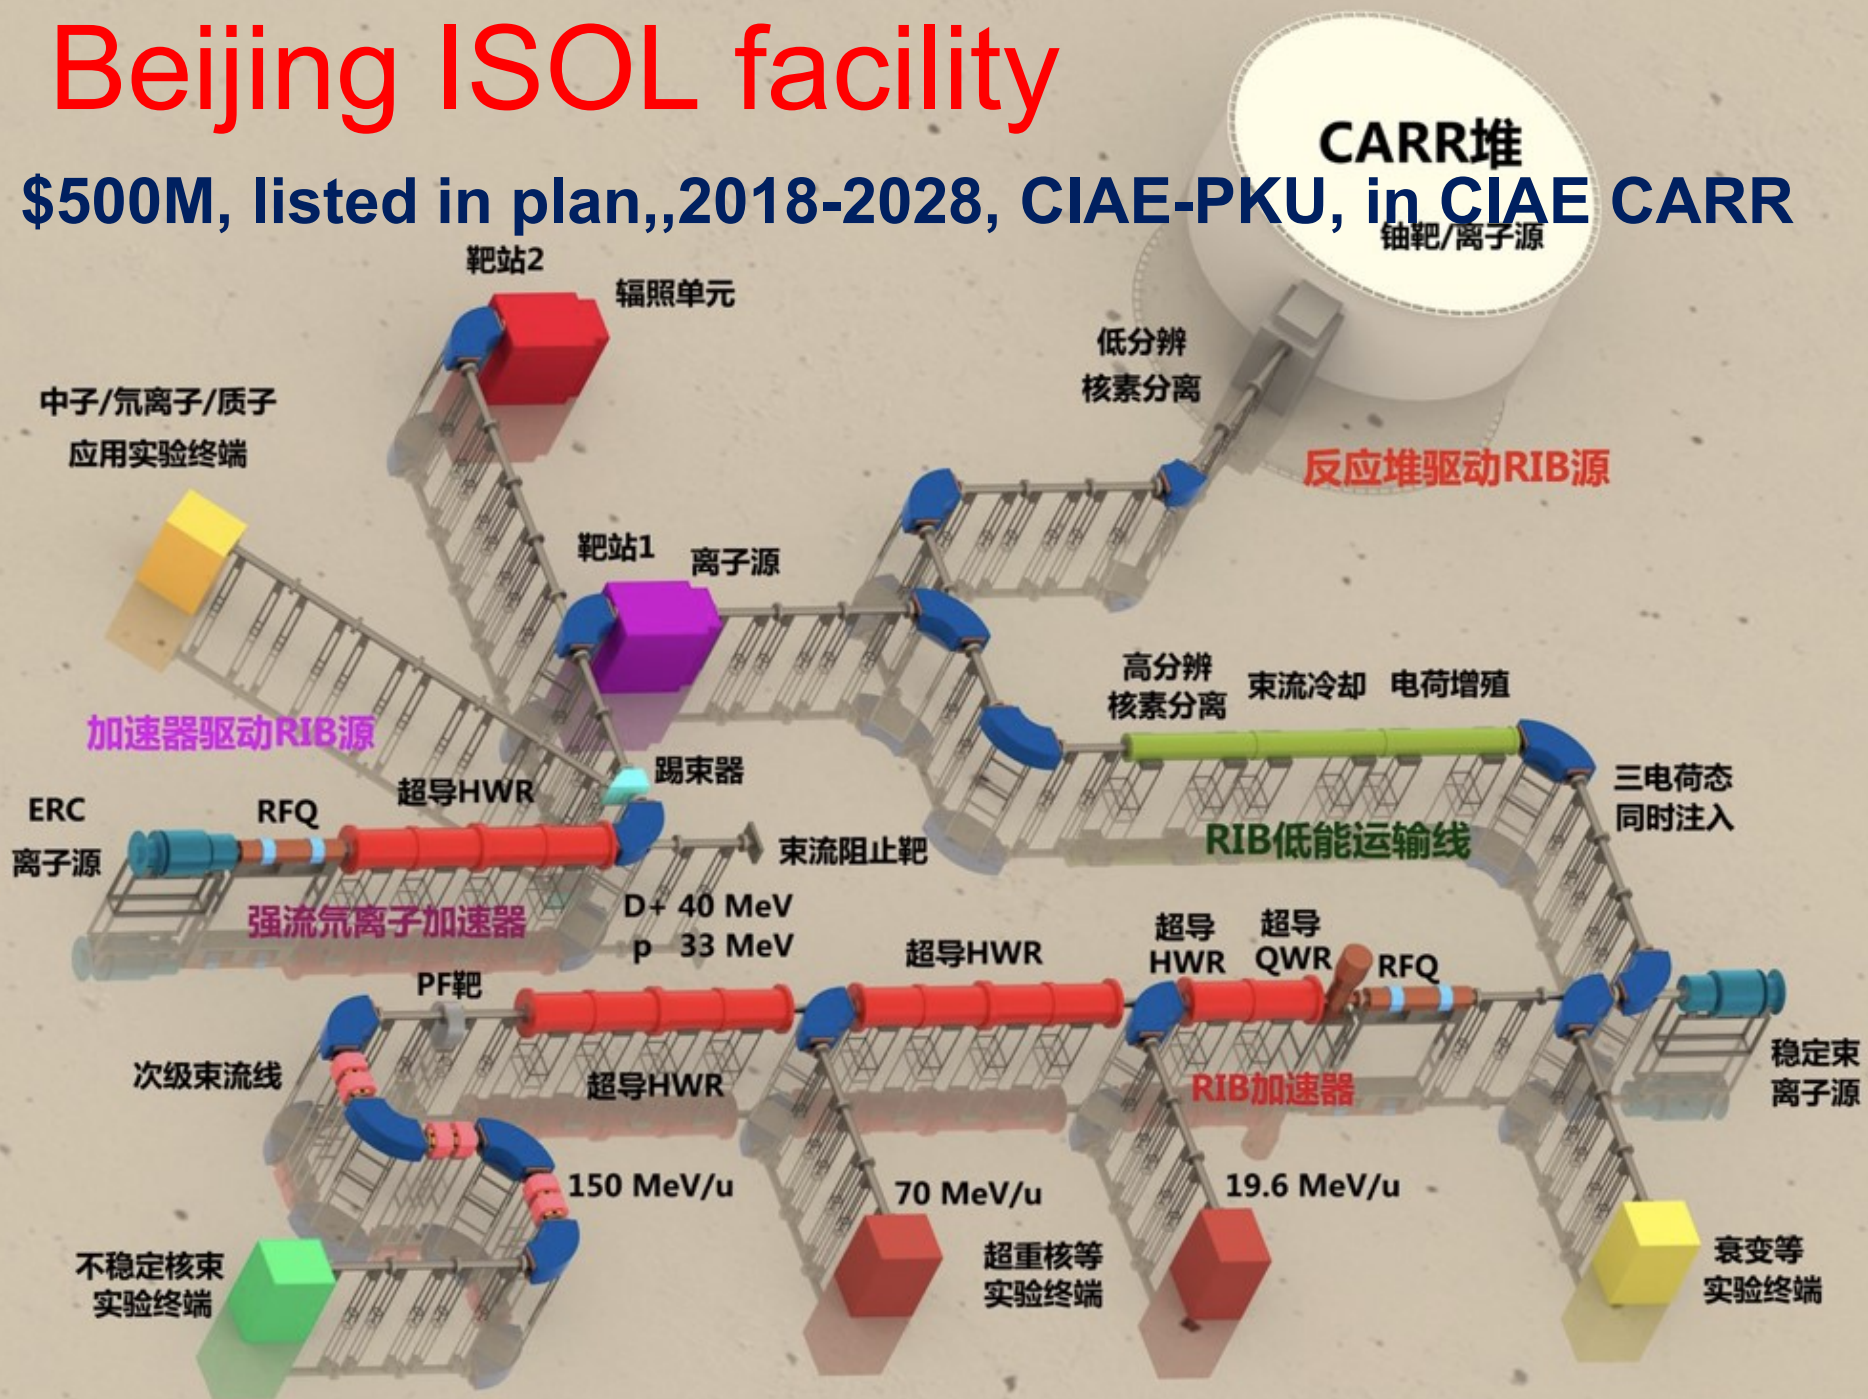 Beijing ISOL facility
$500M, listed in plan,,2018-2028, CIAE-PKU, in CIAE CARR
CARR堆
铀靶/离子源
靶站2
辐照单元
低分辨
核素分离
中子/氘离子/质子
应用实验终端
反应堆驱动RIB源
靶站1
离子源
高分辨
核素分离
束流冷却
电荷增殖
加速器驱动RIB源
踢束器
三电荷态
同时注入
ERC
离子源
RFQ
超导HWR
RIB低能运输线
束流阻止靶
强流氘离子加速器
D+ 40 MeV
p 33 MeV
PF靶
超导HWR
超导
HWR
超导
QWR
RFQ
次级束流线
超导HWR
RIB加速器
稳定束
离子源
150 MeV/u
70 MeV/u
19.6 MeV/u
不稳定核束
实验终端
超重核等
实验终端
衰变等
实验终端